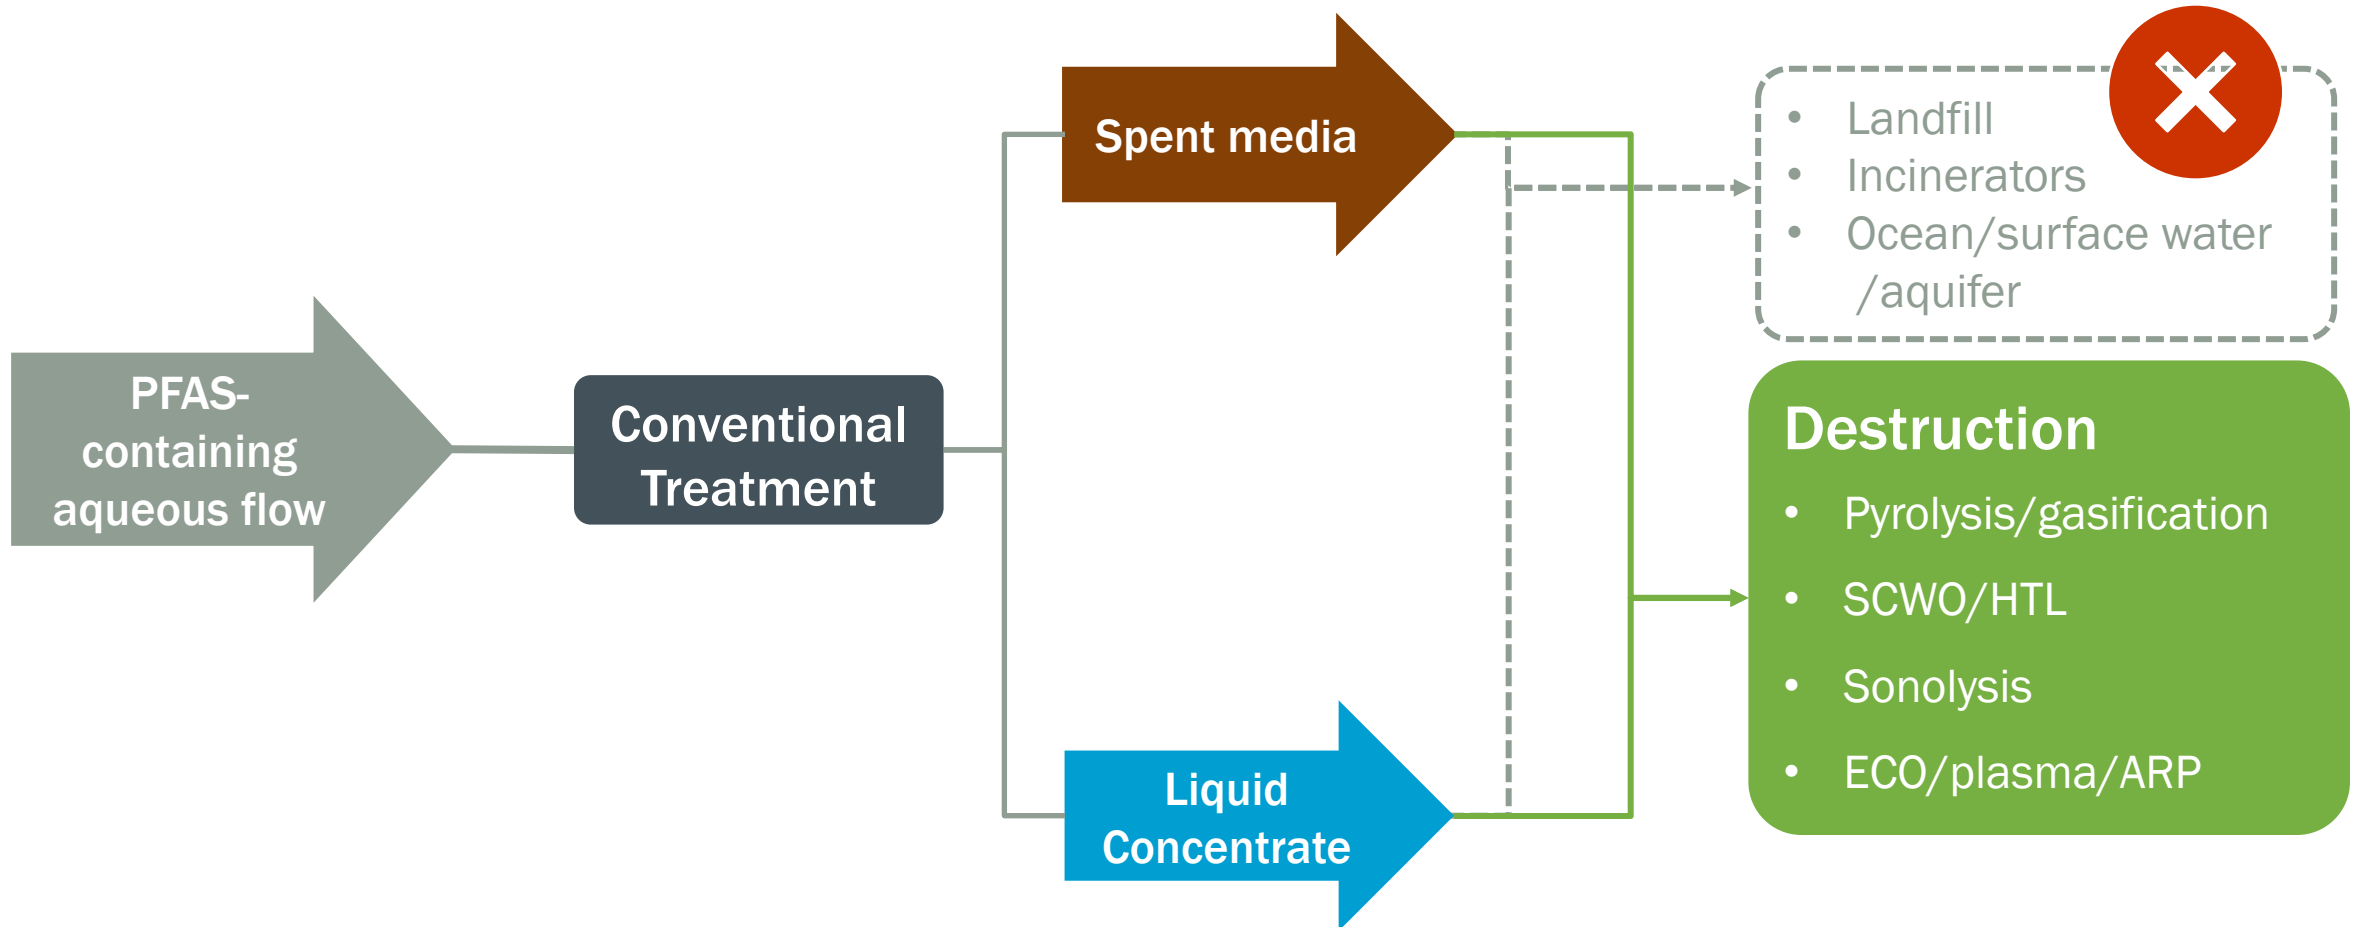 PFAS-
containing
aqueous flow
Conventional
Treatment
Spent media
Liquid
Concentrate
• Landfill
• Incinerators
• Ocean/surface water
/aquifer
Destruction
• Pyrolysis/gasification
• SCWO/HTL
• Sonolysis
• ECO/plasma/ARP